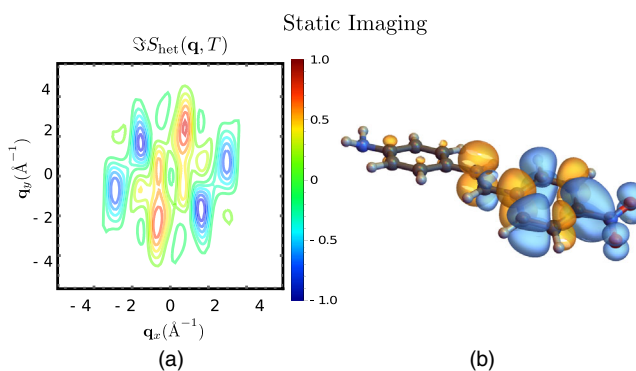 Static Imaging
ℑS_het(q, T)
1.0
0.5
0
- 0.5
- 1.0
4
2
0
- 2
- 4
q_y(Å⁻¹)
- 4 - 2 0 2 4
q_x(Å⁻¹)
(a) (b)